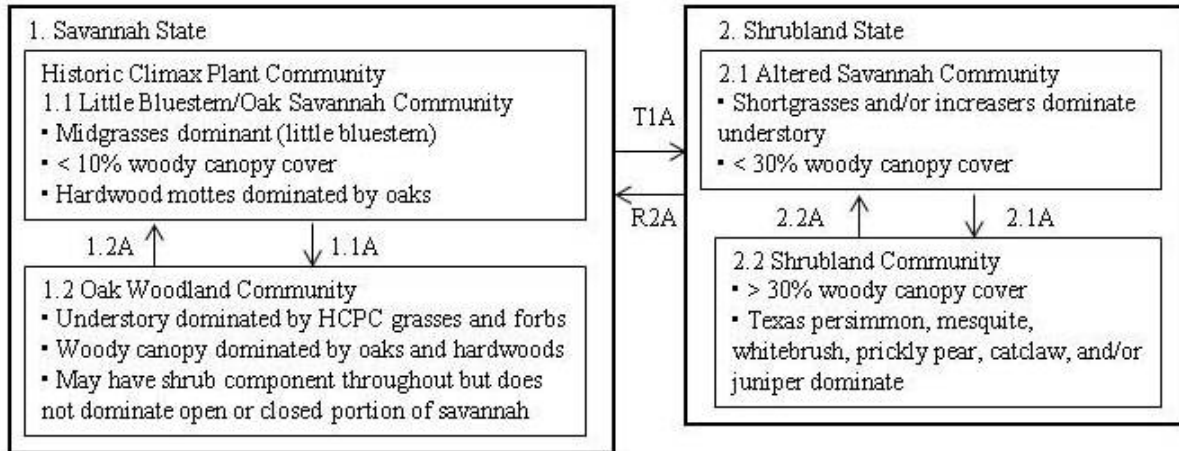 1. Savannah State
Historic Climax Plant Community
1.1 Little Bluestem/Oak Savannah Community
▪ Midgrasses dominant (little bluestem)
▪ < 10% woody canopy cover
▪ Hardwood mottes dominated by oaks
1.2A
1.1A
1.2 Oak Woodland Community
▪ Understory dominated by HCPC grasses and forbs
▪ Woody canopy dominated by oaks and hardwoods
▪ May have shrub component throughout but does
not dominate open or closed portion of savannah
T1A
R2A
2. Shrubland State
2.1 Altered Savannah Community
▪ Shortgrasses and/or increasers dominate
understory
▪ < 30% woody canopy cover
2.2A
2.1A
2.2 Shrubland Community
▪ > 30% woody canopy cover
▪ Texas persimmon, mesquite,
whitebrush, prickly pear, catclaw, and/or
juniper dominate